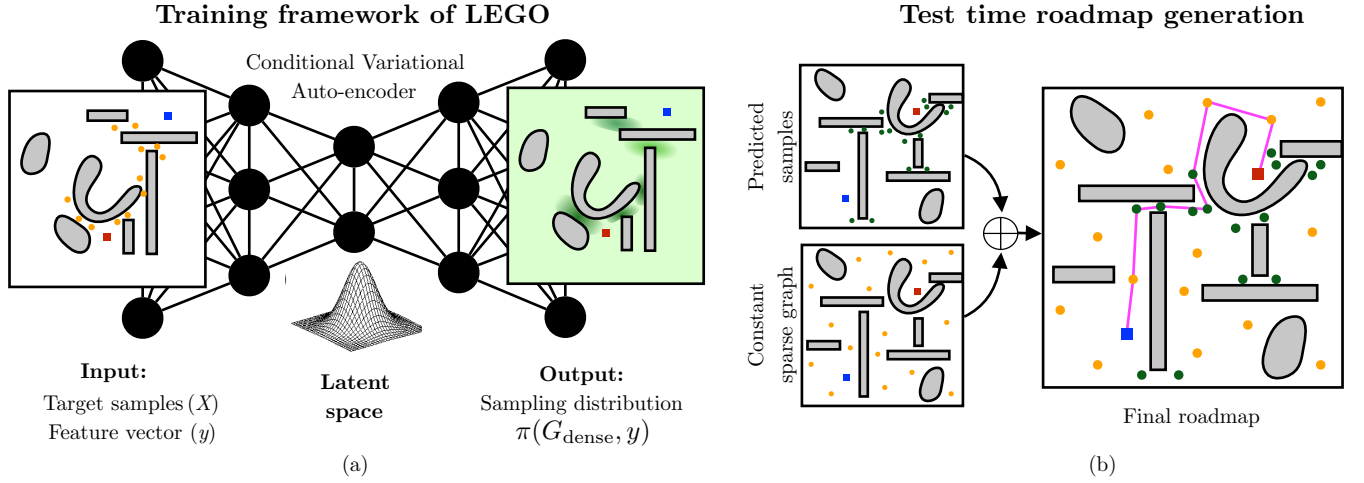 Training framework of LEGO
Conditional Variational
Auto-encoder
Input:
Target samples (X)
Feature vector (y)
Latent
space
Output:
Sampling distribution
π(G_dense, y)
(a)
Test time roadmap generation
Predicted
samples
Constant
sparse graph
Final roadmap
(b)